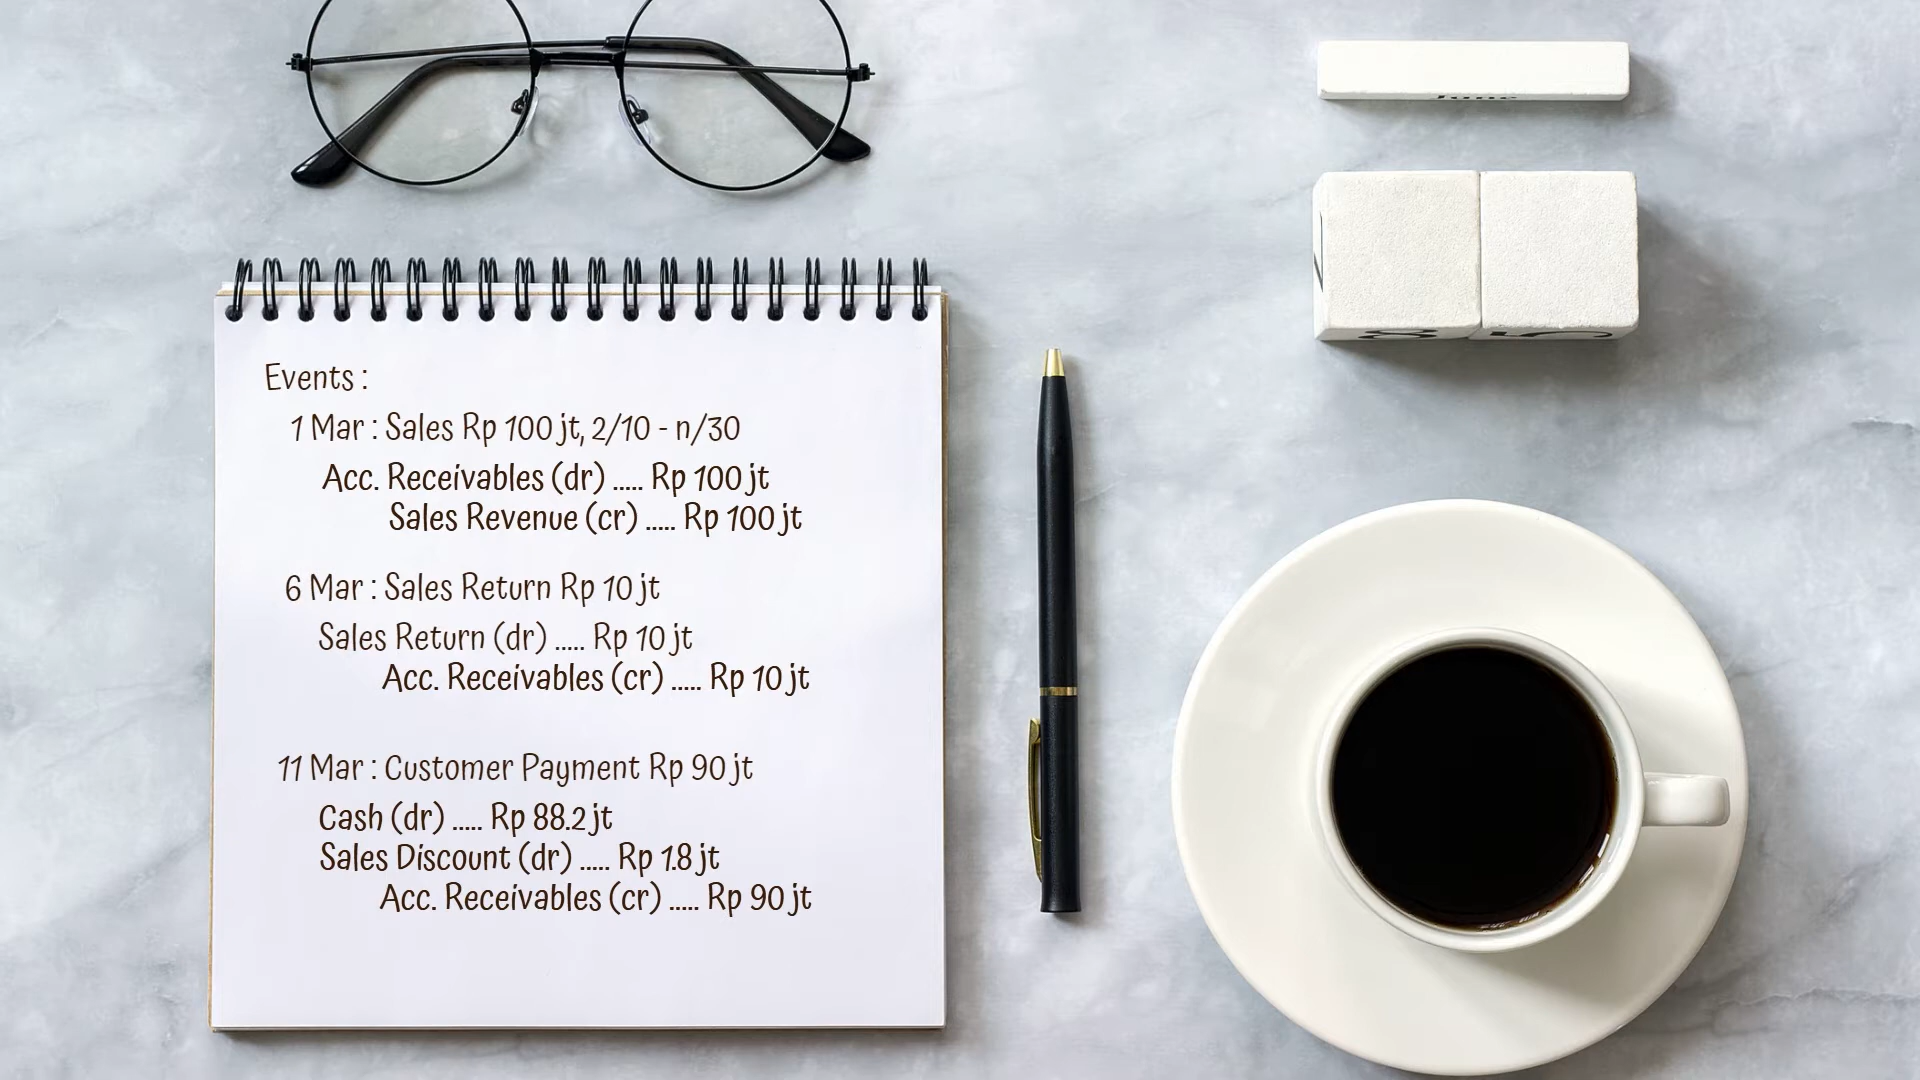 Events :
1 Mar : Sales Rp 100 jt, 2/10 - n/30
Acc. Receivables (dr) ..... Rp 100 jt
Sales Revenue (cr) ..... Rp 100 jt
6 Mar : Sales Return Rp 10 jt
Sales Return (dr) ..... Rp 10 jt
Acc. Receivables (cr) ..... Rp 10 jt
11 Mar : Customer Payment Rp 90 jt
Cash (dr) ..... Rp 88.2 jt
Sales Discount (dr) ..... Rp 1.8 jt
Acc. Receivables (cr) ..... Rp 90 jt